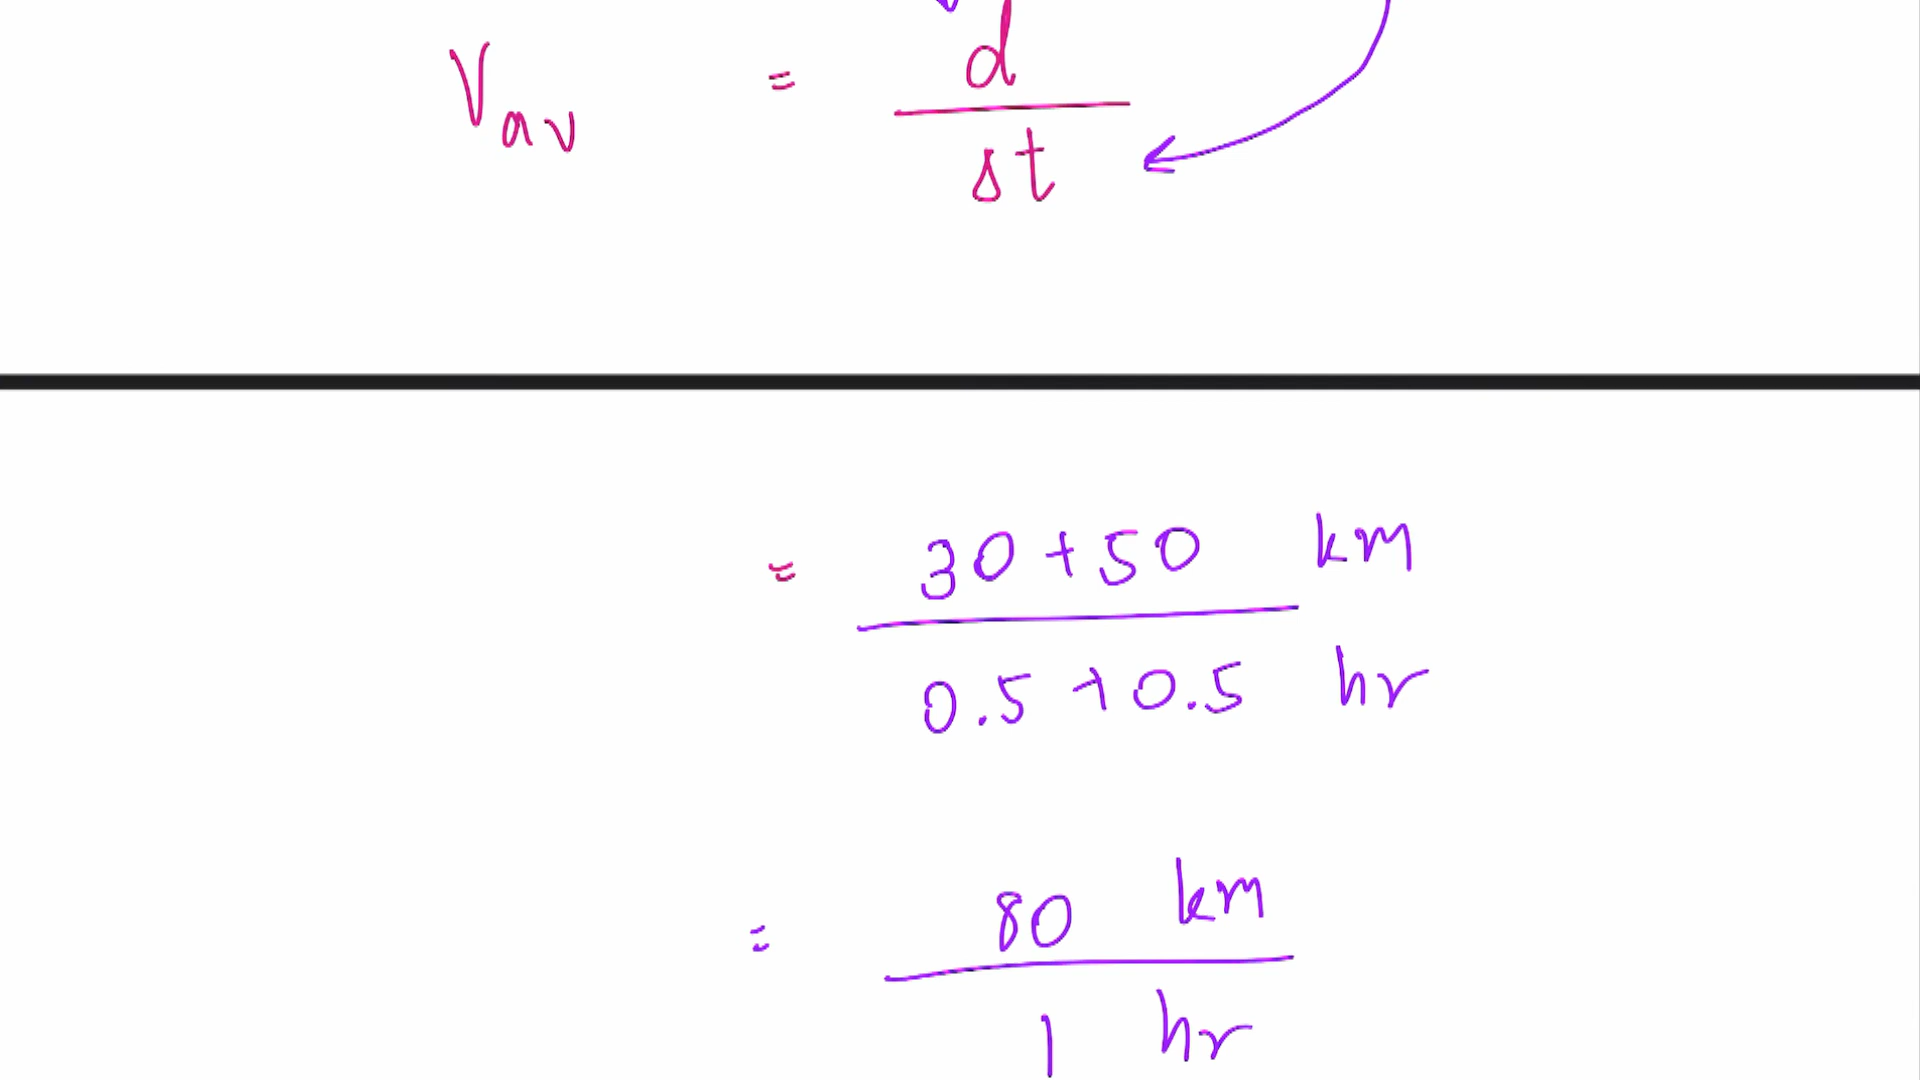 Vav = d / Δt
= 30 + 50 km / 0.5 + 0.5 hr
= 80 km / 1 hr